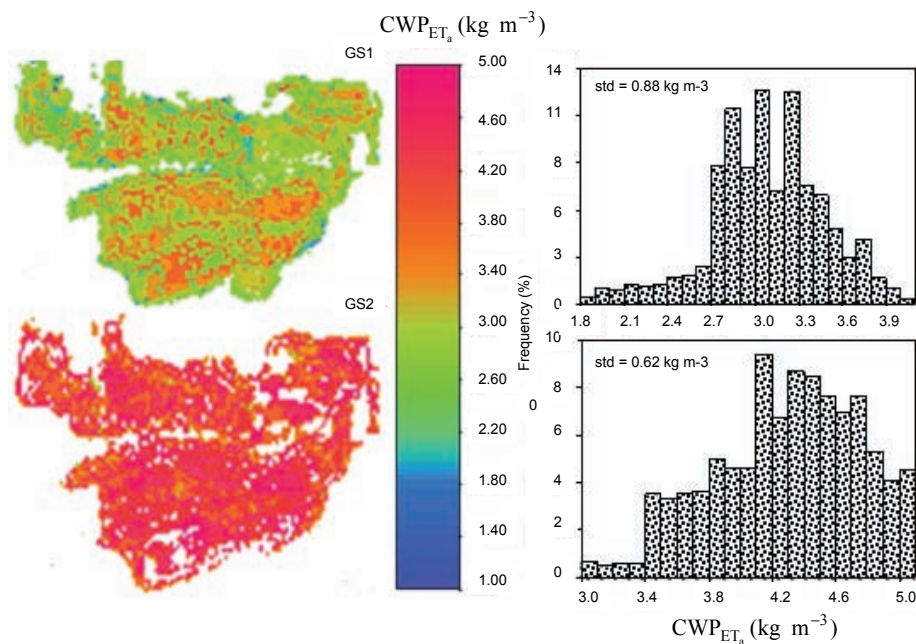 CWP_ETa (kg m⁻³)
GS1
GS2
5.00
4.60
4.20
3.80
3.40
3.00
2.60
2.20
1.80
1.40
1.00
Frequency (%)
0
14
12
9
6
3
0
std = 0.88 kg m-3
1.8 2.1 2.4 2.7 3.0 3.3 3.6 3.9
10
8
6
4
2
0
std = 0.62 kg m-3
3.0 3.4 3.8 4.2 4.6 5.0
CWP_ETa (kg m⁻³)